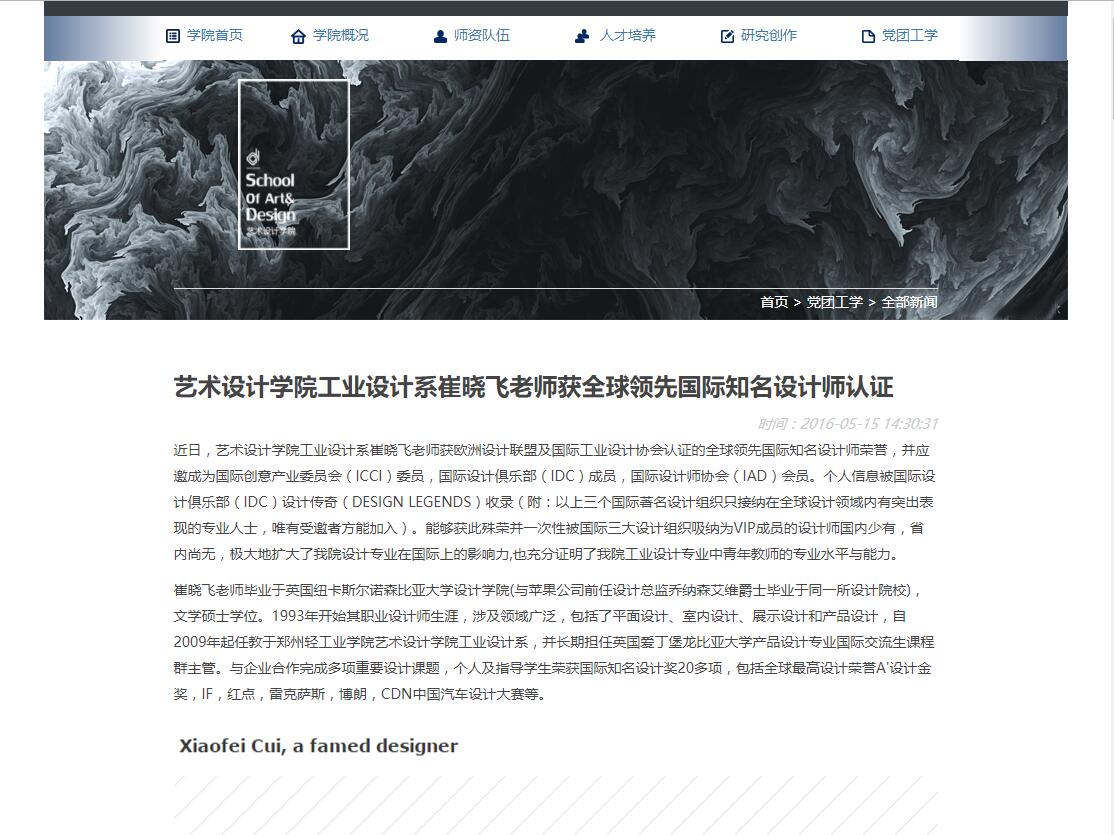 学院首页 学院概况 师资队伍 人才培养 研究创作 党团工学
School
Of Art&
Design
艺术设计学院
首页 > 党团工学 > 全部新闻
艺术设计学院工业设计系崔晓飞老师获全球领先国际知名设计师认证
时间：2016-05-15 14:30:31
近日，艺术设计学院工业设计系崔晓飞老师获欧洲设计联盟及国际工业设计协会认证的全球领先国际知名设计师荣誉，并应
邀成为国际创意产业委员会（ICCI）委员，国际设计俱乐部（IDC）成员，国际设计师协会（IAD）会员。个人信息被国际设
计俱乐部（IDC）设计传奇（DESIGN LEGENDS）收录（附：以上三个国际著名设计组织只接纳在全球设计领域内有突出表
现的专业人士，唯有受邀者方能加入）。能够获此殊荣并一次性被国际三大设计组织吸纳为VIP成员的设计师国内少有，省
内尚无，极大地扩大了我院设计专业在国际上的影响力,也充分证明了我院工业设计专业中青年教师的专业水平与能力。
崔晓飞老师毕业于英国纽卡斯尔诺森比亚大学设计学院(与苹果公司前任设计总监乔纳森艾维爵士毕业于同一所设计院校)，
文学硕士学位。1993年开始其职业设计师生涯，涉及领域广泛，包括了平面设计、室内设计、展示设计和产品设计，自
2009年起任教于郑州轻工业学院艺术设计学院工业设计系，并长期担任英国爱丁堡龙比亚大学产品设计专业国际交流生课程
群主管。与企业合作完成多项重要设计课题，个人及指导学生荣获国际知名设计奖20多项，包括全球最高设计荣誉A'设计金
奖，IF，红点，雷克萨斯，博朗，CDN中国汽车设计大赛等。
Xiaofei Cui, a famed designer